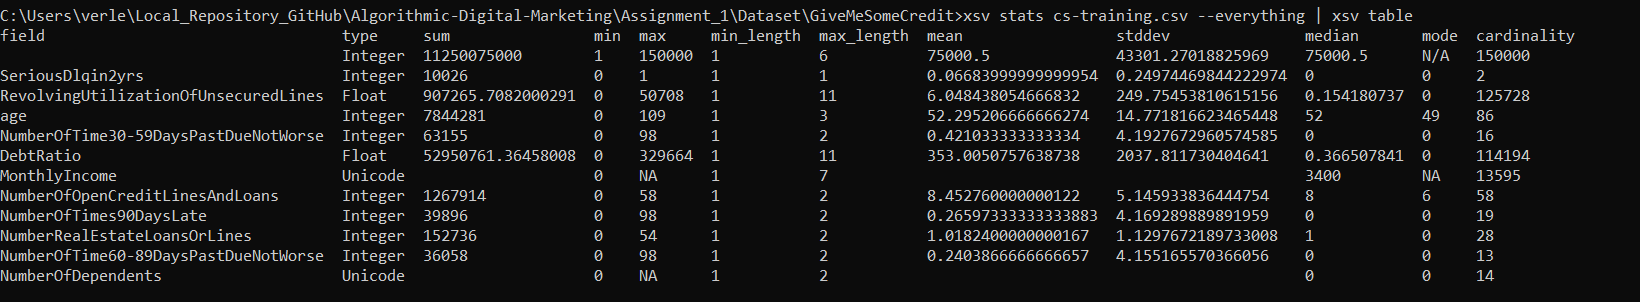 C:\Users\verle\Local_Repository_GitHub\Algorithmic-Digital-Marketing\Assignment_1\Dataset\GiveMeSomeCredit>xsv stats cs-training.csv --everything | xsv table
field type sum min max min_length max_length mean stddev median mode cardinality
Integer 11250075000 1 150000 1 6 75000.5 43301.27018825969 75000.5 N/A 150000
SeriousDlqin2yrs Integer 10026 0 1 1 1 0.06683999999999954 0.24974469844222974 0 0 2
RevolvingUtilizationOfUnsecuredLines Float 907265.7082000291 0 50708 1 11 6.048438054666832 249.75453810615156 0.154180737 0 125728
age Integer 7844281 0 109 1 3 52.295206666666274 14.771816623465448 52 49 86
NumberOfTime30-59DaysPastDueNotWorse Integer 63155 0 98 1 2 0.421033333333334 4.1927672960574585 0 0 16
DebtRatio Float 52950761.36458008 0 329664 1 11 353.0050757638738 2037.811730404641 0.366507841 0 114194
MonthlyIncome Unicode 0 NA 1 7 3400 NA 13595
NumberOfOpenCreditLinesAndLoans Integer 1267914 0 58 1 2 8.452760000000122 5.145933836444754 8 6 58
NumberOfTimes90DaysLate Integer 39896 0 98 1 2 0.26597333333333883 4.169289889891959 0 0 19
NumberRealEstateLoansOrLines Integer 152736 0 54 1 2 1.0182400000000167 1.1297672189733008 1 0 28
NumberOfTime60-89DaysPastDueNotWorse Integer 36058 0 98 1 2 0.2403866666666657 4.155165570366056 0 0 13
NumberOfDependents Unicode 0 NA 1 2 0 0 14